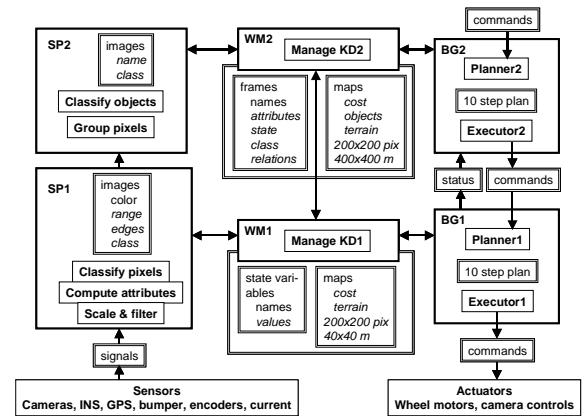 commands
SP2
images
name
class
Classify objects
Group pixels
WM2
Manage KD2
frames
names
attributes
state
class
relations
maps
cost
objects
terrain
200x200 pix
400x400 m
BG2
Planner2
10 step plan
Executor2
status
commands
SP1
images
color
range
edges
class
Classify pixels
Compute attributes
Scale & filter
WM1
Manage KD1
state vari-
ables
names
values
maps
cost
terrain
200x200 pix
40x40 m
BG1
Planner1
10 step plan
Executor1
signals
commands
Sensors
Cameras, INS, GPS, bumper, encoders, current
Actuators
Wheel motors, camera controls